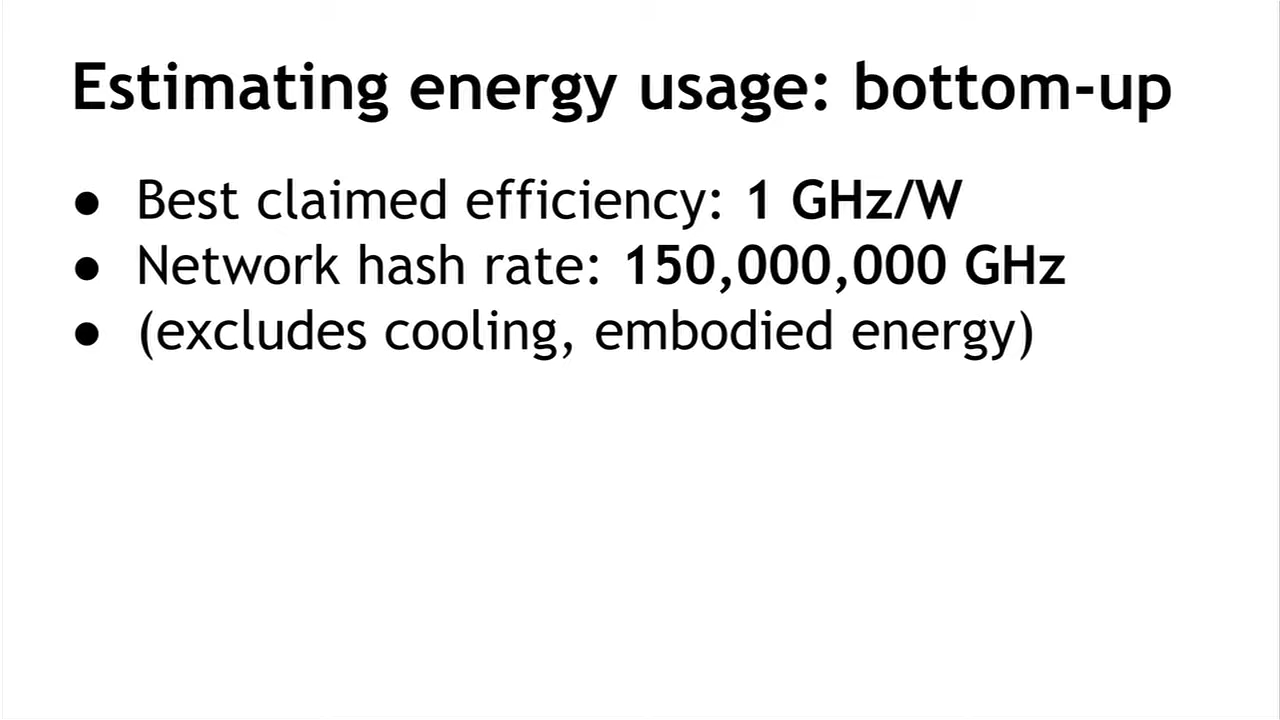 Estimating energy usage: bottom-up
● Best claimed efficiency: 1 GHz/W
● Network hash rate: 150,000,000 GHz
● (excludes cooling, embodied energy)